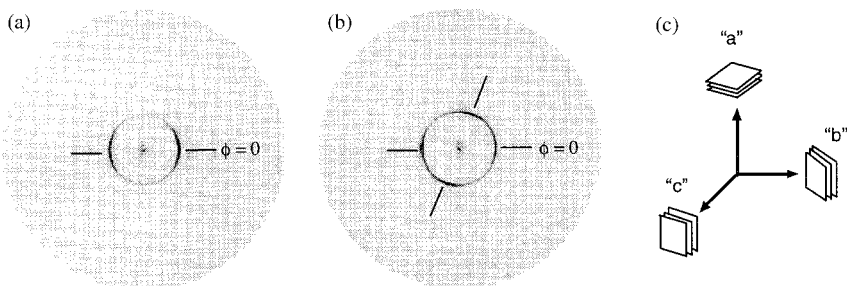 (a)
ϕ = 0
(b)
ϕ = 0
(c)
“a”
“b”
“c”